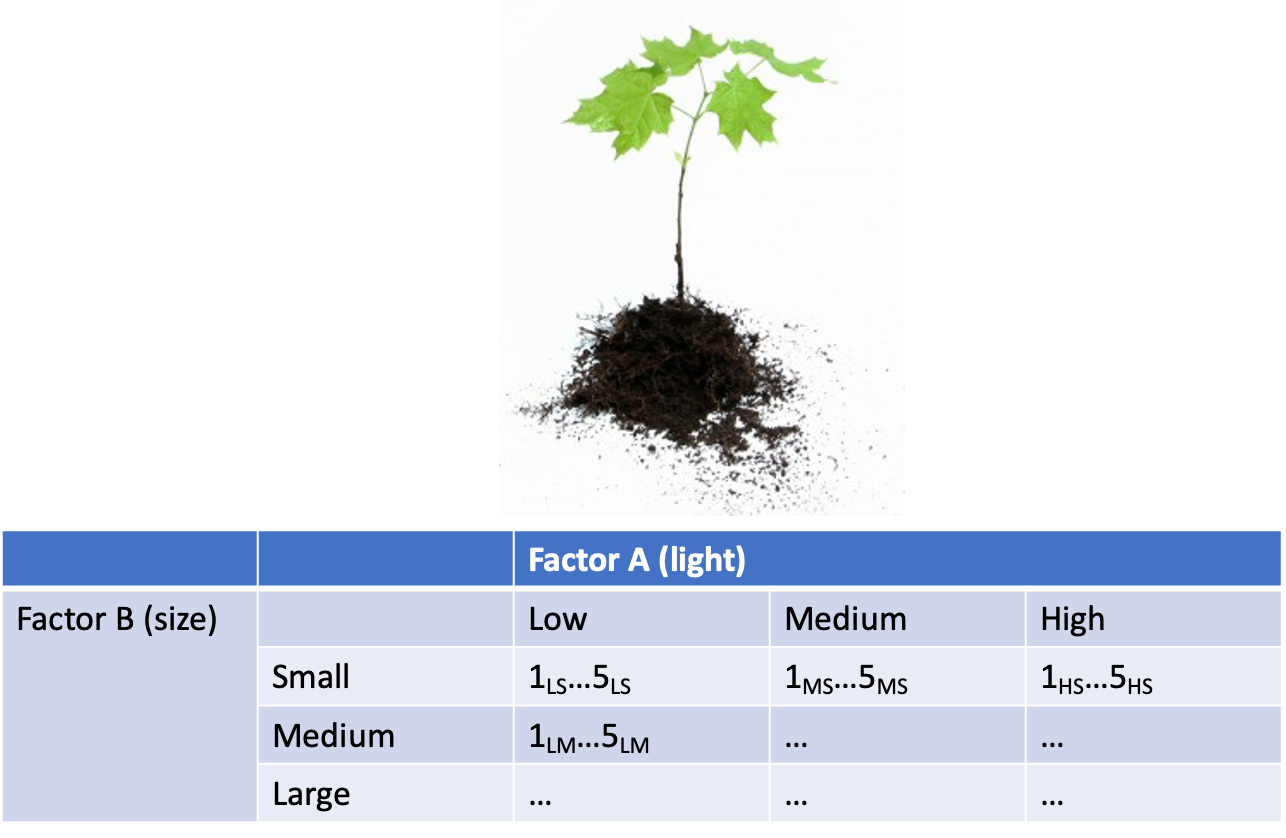 Factor A (light)
Factor B (size) Low Medium High
Small 1LS...5LS 1MS...5MS 1HS...5HS
Medium 1LM...5LM ... ...
Large ... ... ...